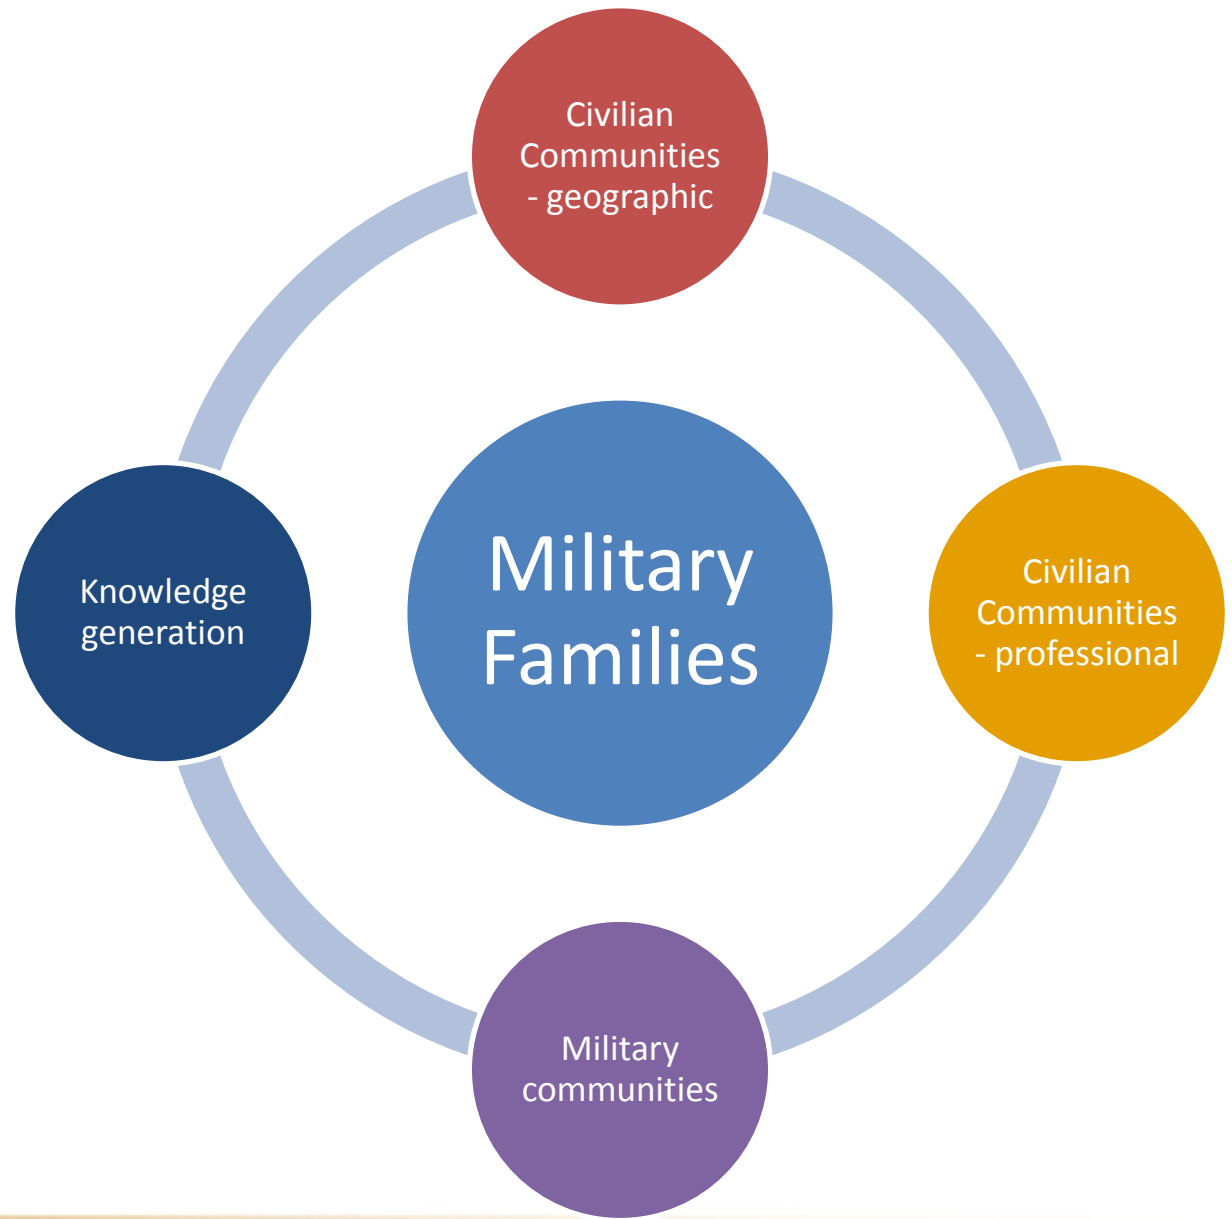 Civilian
Communities
- geographic
Knowledge
generation
Military
Families
Civilian
Communities
- professional
Military
communities